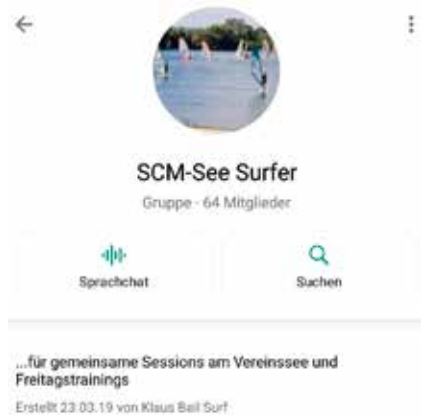 SCM-See Surfer
Gruppe · 64 Mitglieder
Sprachchat Suchen
...für gemeinsame Sessions am Vereinssee und
Freitagstrainings
Erstellt 23.03.19 von Klaus Bail Surf